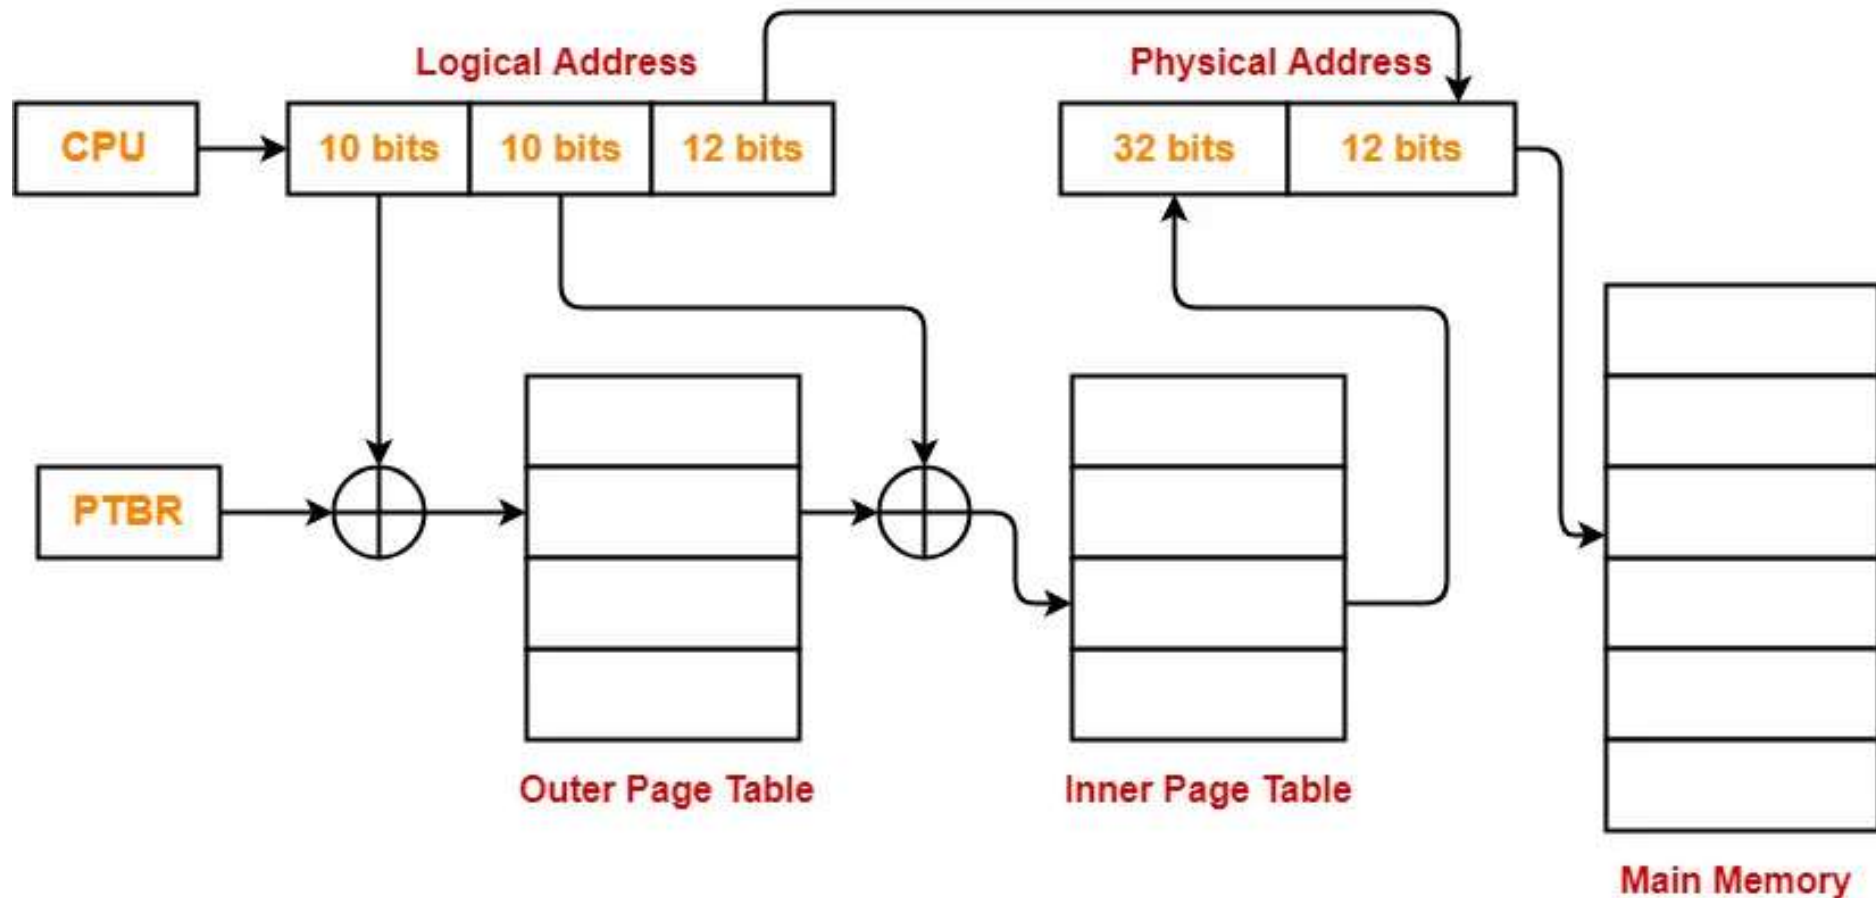 Logical Address
Physical Address
CPU
10 bits
10 bits
12 bits
32 bits
12 bits
PTBR
Outer Page Table
Inner Page Table
Main Memory